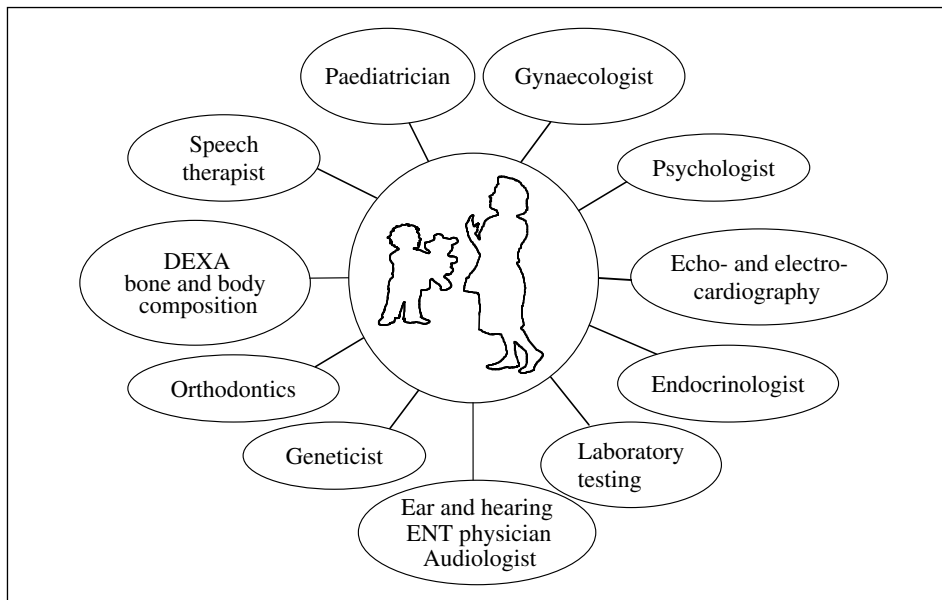 Paediatrician
Gynaecologist
Speech
therapist
Psychologist
DEXA
bone and body
composition
Echo- and electro-
cardiography
Orthodontics
Endocrinologist
Geneticist
Laboratory
testing
Ear and hearing
ENT physician
Audiologist